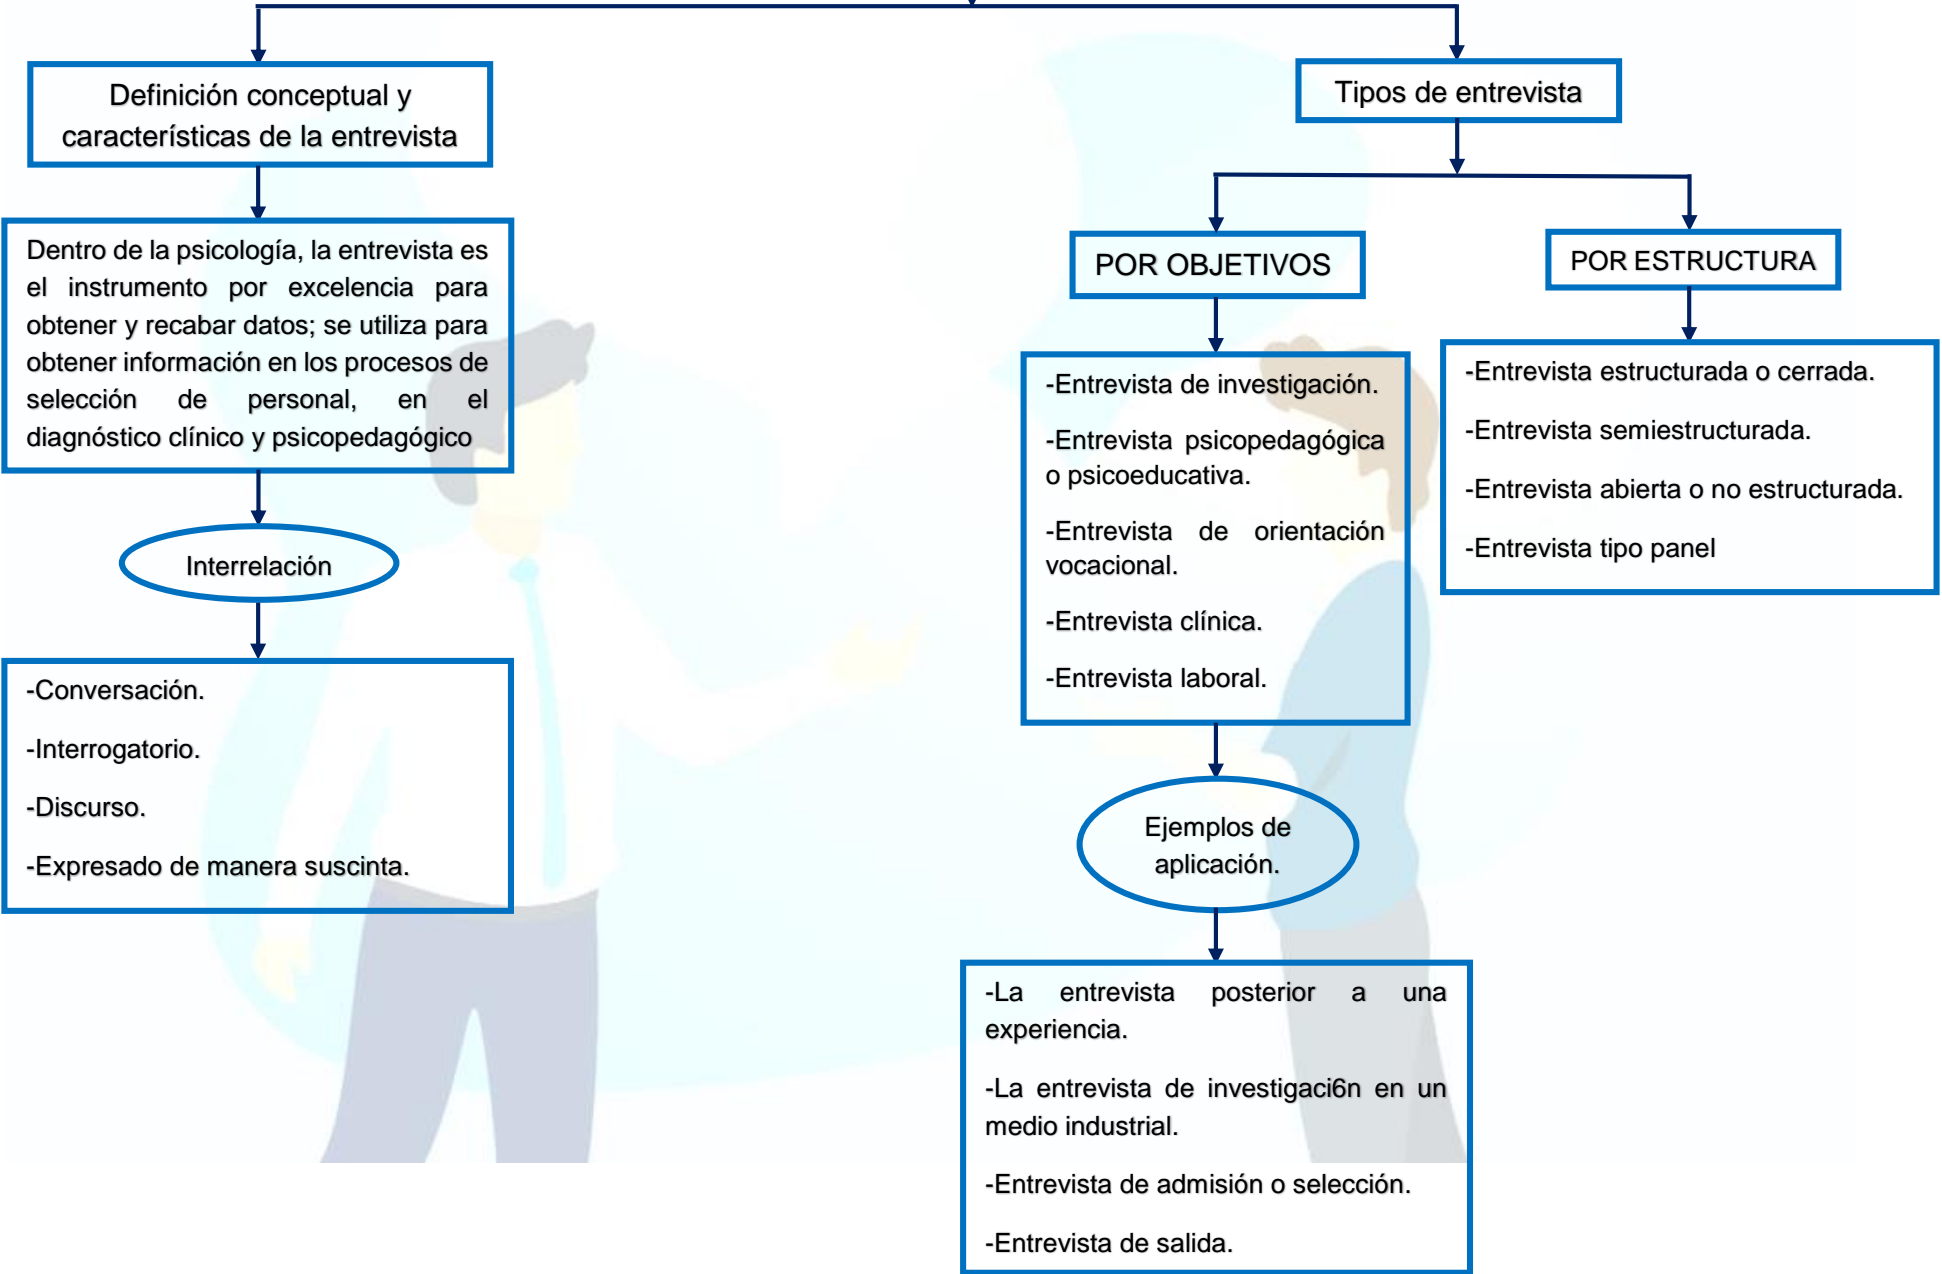 Definición conceptual y
características de la entrevista
Dentro de la psicología, la entrevista es
el instrumento por excelencia para
obtener y recabar datos; se utiliza para
obtener información en los procesos de
selección de personal, en el
diagnóstico clínico y psicopedagógico
Interrelación
-Conversación.
-Interrogatorio.
-Discurso.
-Expresado de manera suscinta.
Tipos de entrevista
POR OBJETIVOS
-Entrevista de investigación.
-Entrevista psicopedagógica
o psicoeducativa.
-Entrevista de orientación
vocacional.
-Entrevista clínica.
-Entrevista laboral.
Ejemplos de
aplicación.
-La entrevista posterior a una
experiencia.
-La entrevista de investigaci6n en un
medio industrial.
-Entrevista de admisión o selección.
-Entrevista de salida.
POR ESTRUCTURA
-Entrevista estructurada o cerrada.
-Entrevista semiestructurada.
-Entrevista abierta o no estructurada.
-Entrevista tipo panel